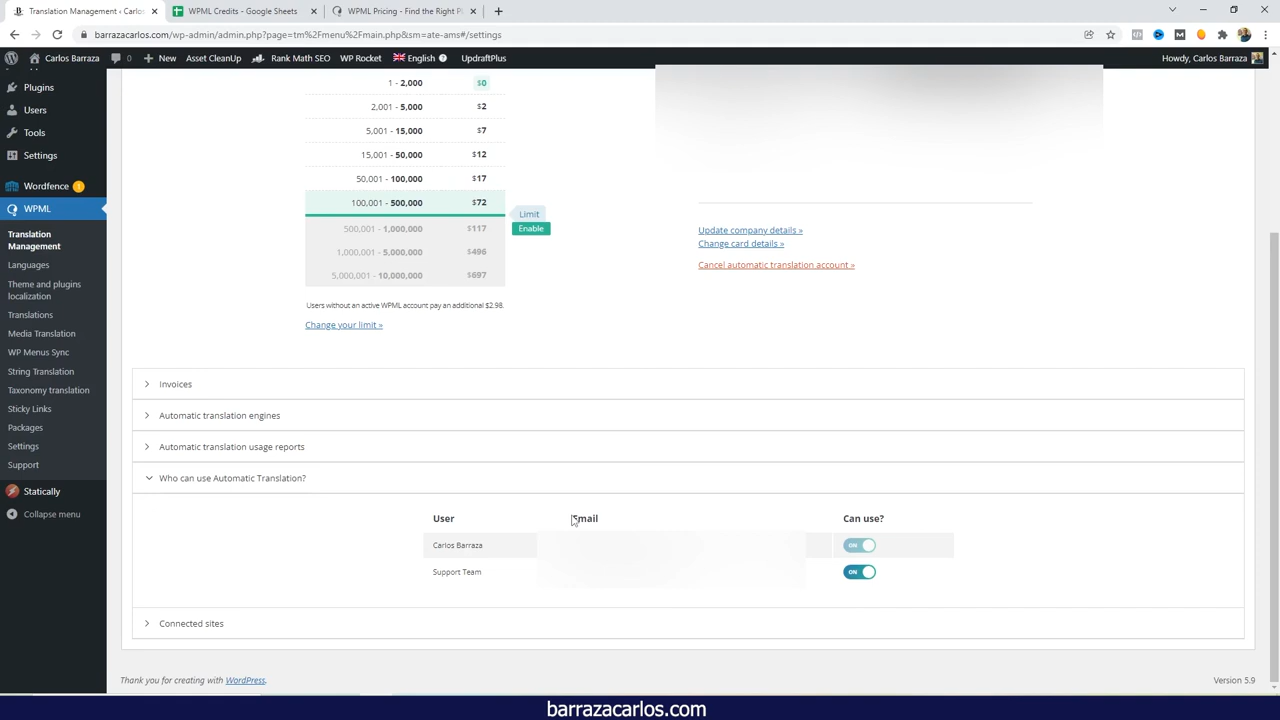 Translation Management ‹ Carlos
WPML Credits - Google Sheets
WPML Pricing - Find the Right P
barrazacarlos.com/wp-admin/admin.php?page=tm%2Fmenu%2Fmain.php&sm=ate-ams#/settings
Carlos Barraza
0
New
Asset CleanUp
Rank Math SEO
WP Rocket
English
UpdraftPlus
Howdy, Carlos Barraza
Plugins
Users
Tools
Settings
Wordfence 1
WPML
Translation
Management
Languages
Theme and plugins
localization
Translations
Media Translation
WP Menus Sync
String Translation
Taxonomy translation
Sticky Links
Packages
Settings
Support
Statically
Collapse menu
1 - 2,000 $0
2,001 - 5,000 $2
5,001 - 15,000 $7
15,001 - 50,000 $12
50,001 - 100,000 $17
100,001 - 500,000 $72
Limit
Enable
500,001 - 1,000,000 $117
1,000,001 - 5,000,000 $496
5,000,001 - 10,000,000 $697
Users without an active WPML account pay an additional $2.98.
Change your limit »
Update company details »
Change card details »
Cancel automatic translation account »
Invoices
Automatic translation engines
Automatic translation usage reports
Who can use Automatic Translation?
User Email Can use?
Carlos Barraza ON
Support Team ON
Connected sites
Thank you for creating with WordPress.
Version 5.9
barrazacarlos.com